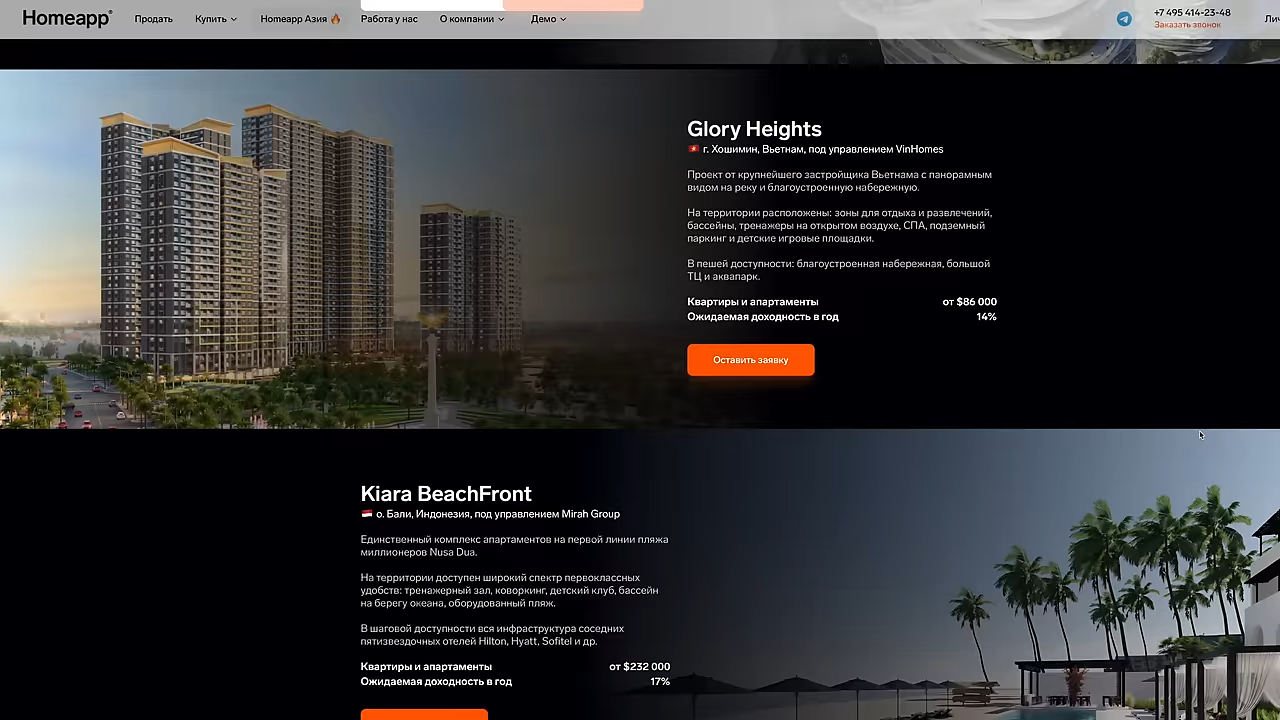 Homeapp®
Продать
Купить
Homeapp Азия
Работа у нас
О компании
Демо
+7 495 414-23-48
Заказать звонок
Glory Heights
г. Хошимин, Вьетнам, под управлением VinHomes
Проект от крупнейшего застройщика Вьетнама с панорамным
видом на реку и благоустроенную набережную.
На территории расположены: зоны для отдыха и развлечений,
бассейны, тренажеры на открытом воздухе, СПА, подземный
паркинг и детские игровые площадки.
В пешей доступности: благоустроенная набережная, большой
ТЦ и аквапарк.
Квартиры и апартаменты от $86 000
Ожидаемая доходность в год 14%
Оставить заявку
Kiara BeachFront
о. Бали, Индонезия, под управлением Mirah Group
Единственный комплекс апартаментов на первой линии пляжа
миллионеров Nusa Dua.
На территории доступен широкий спектр первоклассных
удобств: тренажерный зал, коворкинг, детский клуб, бассейн
на берегу океана, оборудованный пляж.
В шаговой доступности вся инфраструктура соседних
пятизвездочных отелей Hilton, Hyatt, Sofitel и др.
Квартиры и апартаменты от $232 000
Ожидаемая доходность в год 17%